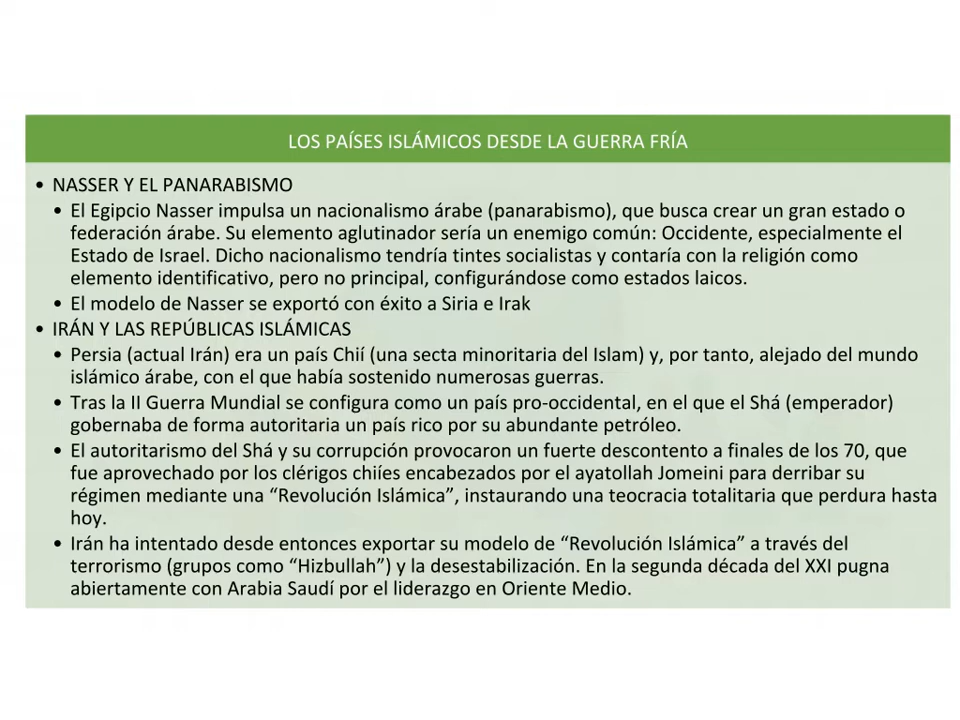 LOS PAÍSES ISLÁMICOS DESDE LA GUERRA FRÍA
• NASSER Y EL PANARABISMO
• El Egipcio Nasser impulsa un nacionalismo árabe (panarabismo), que busca crear un gran estado o
federación árabe. Su elemento aglutinador sería un enemigo común: Occidente, especialmente el
Estado de Israel. Dicho nacionalismo tendría tintes socialistas y contaría con la religión como
elemento identificativo, pero no principal, configurándose como estados laicos.
• El modelo de Nasser se exportó con éxito a Siria e Irak
• IRÁN Y LAS REPÚBLICAS ISLÁMICAS
• Persia (actual Irán) era un país Chií (una secta minoritaria del Islam) y, por tanto, alejado del mundo
islámico árabe, con el que había sostenido numerosas guerras.
• Tras la II Guerra Mundial se configura como un país pro-occidental, en el que el Shá (emperador)
gobernaba de forma autoritaria un país rico por su abundante petróleo.
• El autoritarismo del Shá y su corrupción provocaron un fuerte descontento a finales de los 70, que
fue aprovechado por los clérigos chiíes encabezados por el ayatollah Jomeini para derribar su
régimen mediante una “Revolución Islámica”, instaurando una teocracia totalitaria que perdura hasta
hoy.
• Irán ha intentado desde entonces exportar su modelo de “Revolución Islámica” a través del
terrorismo (grupos como “Hizbullah”) y la desestabilización. En la segunda década del XXI pugna
abiertamente con Arabia Saudí por el liderazgo en Oriente Medio.